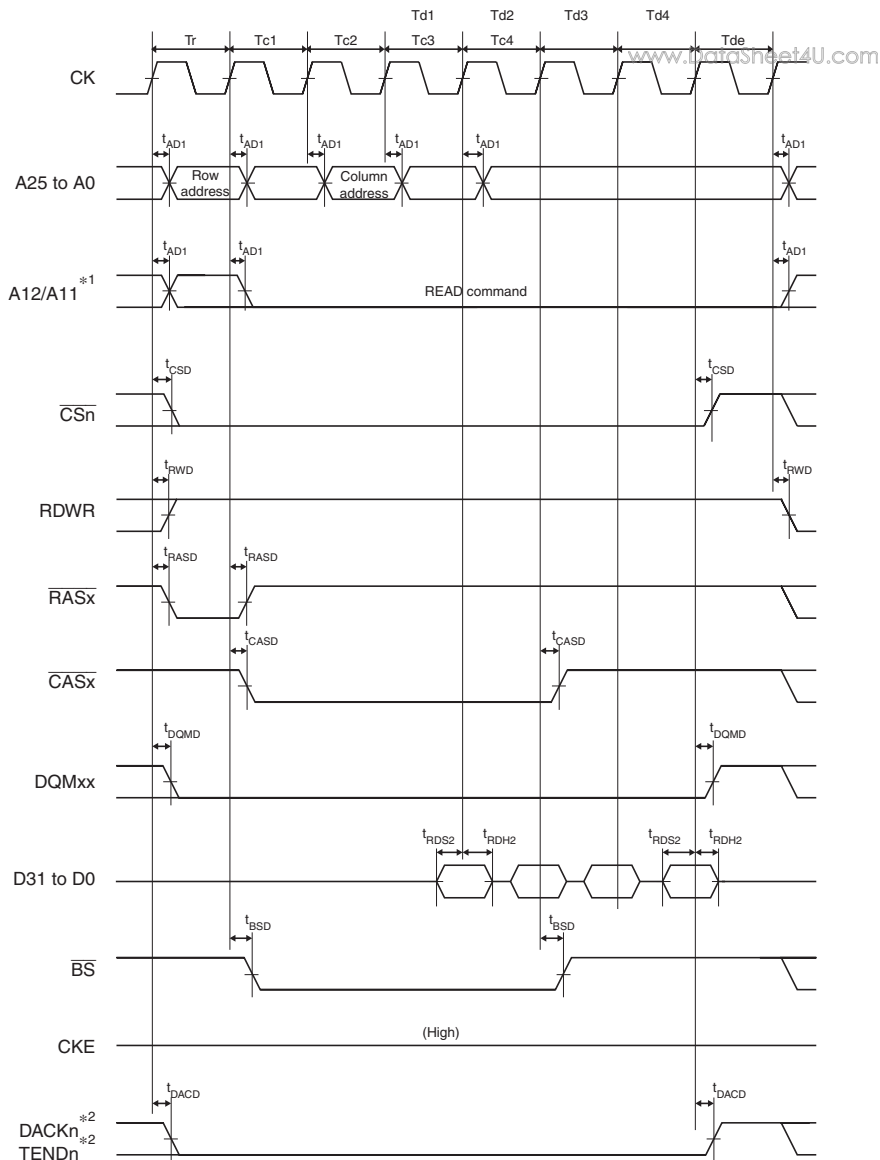 Td1 Td2 Td3 Td4
Tr Tc1 Tc2 Tc3 Tc4 Tde
www.DataSheet4U.com
CK
tAD1 tAD1 tAD1 tAD1 tAD1 tAD1
A25 to A0
Row address
Column address
tAD1 tAD1 tAD1
A12/A11*1
READ command
tCSD tCSD
CSn
tRWD tRWD
RDWR
tRASD tRASD
RASx
tCASD tCASD
CASx
tDQMD tDQMD
DQMxx
tRDS2 tRDH2 tRDS2 tRDH2
D31 to D0
tBSD tBSD
BS
(High)
CKE
tDACD tDACD
DACKn*2
TENDn*2